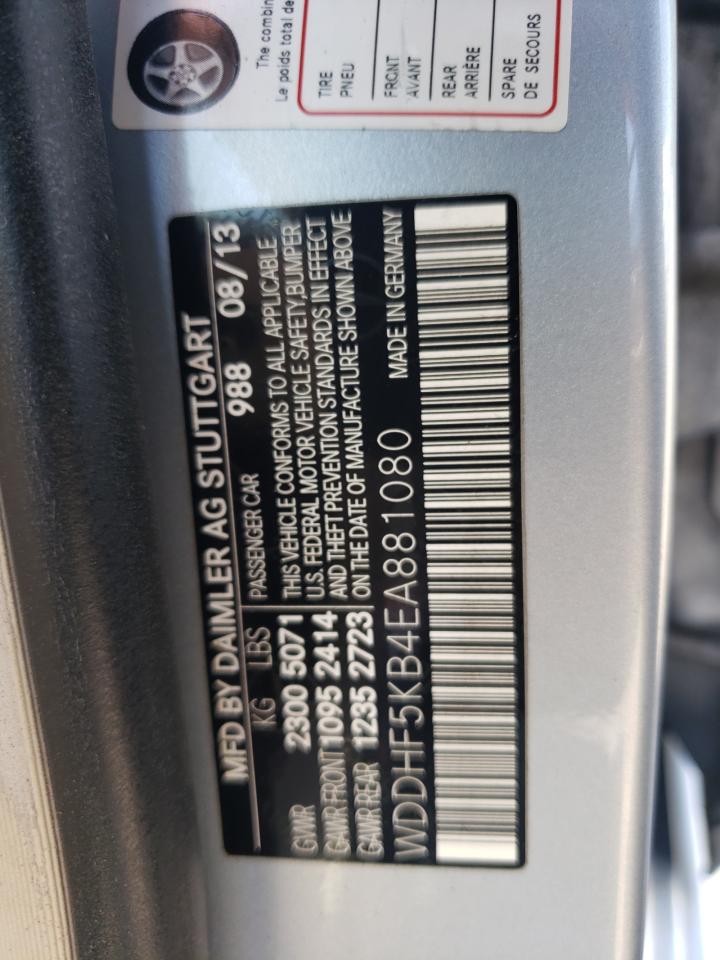 The combin
Le poids total de
TIRE
PNEU
FRONT
AVANT
REAR
ARRIÈRE
SPARE
DE SECOURS
MFD BY DAIMLER AG STUTTGART
KG LBS PASSENGER CAR 988 08/13
GVWR 2300 5071
GAWR FRONT 1095 2414
GAWR REAR 1235 2723
THIS VEHICLE CONFORMS TO ALL APPLICABLE
U.S. FEDERAL MOTOR VEHICLE SAFETY, BUMPER
AND THEFT PREVENTION STANDARDS IN EFFECT
ON THE DATE OF MANUFACTURE SHOWN ABOVE
WDDHF5KB4EA881080 MADE IN GERMANY